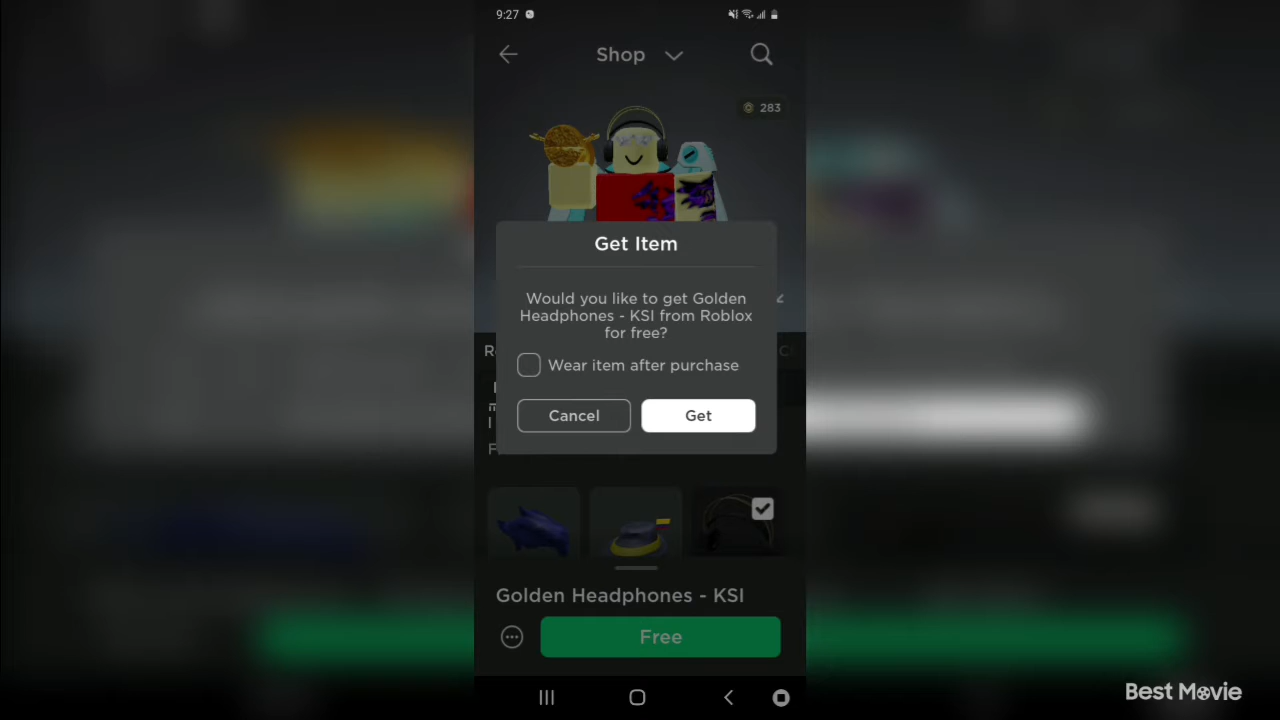 9:27
Shop
283
Get Item
Would you like to get Golden
Headphones - KSI from Roblox
for free?
Wear item after purchase
Cancel
Get
Golden Headphones - KSI
Free
Best Movie